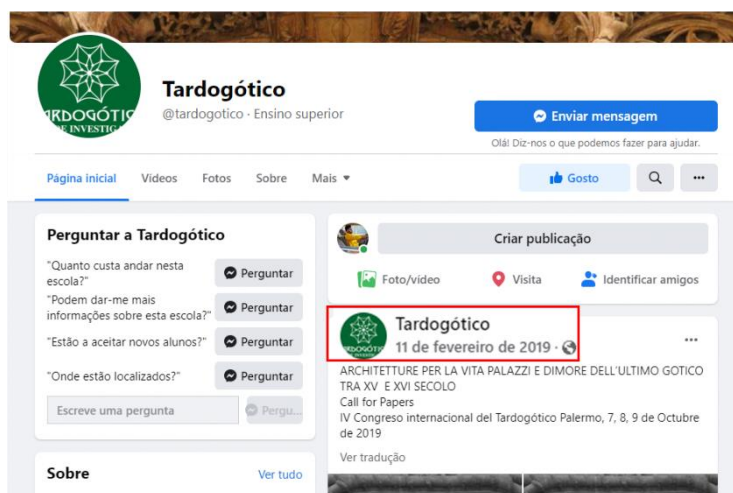 Tardogótico
@tardogotico · Ensino superior
RDOGÓTIC
E INVESTIG
Enviar mensagem
Olá! Diz-nos o que podemos fazer para ajudar.
Página inicial Vídeos Fotos Sobre Mais
Gosto
Perguntar a Tardogótico
"Quanto custa andar nesta
escola?"
Perguntar
"Podem dar-me mais
informações sobre esta escola?"
Perguntar
"Estão a aceitar novos alunos?"
Perguntar
"Onde estão localizados?"
Perguntar
Escreve uma pergunta
Pergu...
Sobre
Ver tudo
Criar publicação
Foto/vídeo Visita Identificar amigos
Tardogótico
11 de fevereiro de 2019 ·
ARCHITETTURE PER LA VITA PALAZZI E DIMORE DELL'ULTIMO GOTICO
TRA XV E XVI SECOLO
Call for Papers
IV Congreso internacional del Tardogótico Palermo, 7, 8, 9 de Octubre
de 2019
Ver tradução